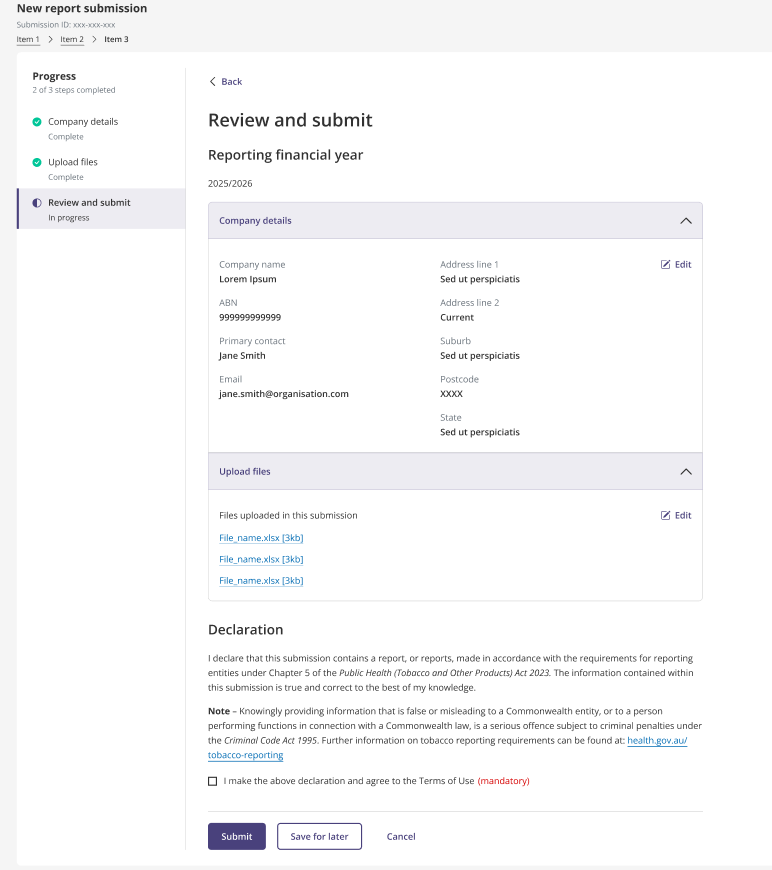 New report submission
Submission ID: xxx-xxx-xxx
Item 1 > Item 2 > Item 3
Progress
2 of 3 steps completed
Company details
Complete
Upload files
Complete
Review and submit
In progress
Back
Review and submit
Reporting financial year
2025/2026
Company details
Company name
Lorem Ipsum
ABN
999999999999
Primary contact
Jane Smith
Email
jane.smith@organisation.com
Address line 1
Sed ut perspiciatis
Address line 2
Current
Suburb
Sed ut perspiciatis
Postcode
XXXX
State
Sed ut perspiciatis
Edit
Upload files
Files uploaded in this submission
Edit
File_name.xlsx [3kb]
File_name.xlsx [3kb]
File_name.xlsx [3kb]
Declaration
I declare that this submission contains a report, or reports, made in accordance with the requirements for reporting
entities under Chapter 5 of the Public Health (Tobacco and Other Products) Act 2023. The information contained within
this submission is true and correct to the best of my knowledge.
Note – Knowingly providing information that is false or misleading to a Commonwealth entity, or to a person
performing functions in connection with a Commonwealth law, is a serious offence subject to criminal penalties under
the Criminal Code Act 1995. Further information on tobacco reporting requirements can be found at: health.gov.au/
tobacco-reporting
I make the above declaration and agree to the Terms of Use (mandatory)
Submit
Save for later
Cancel